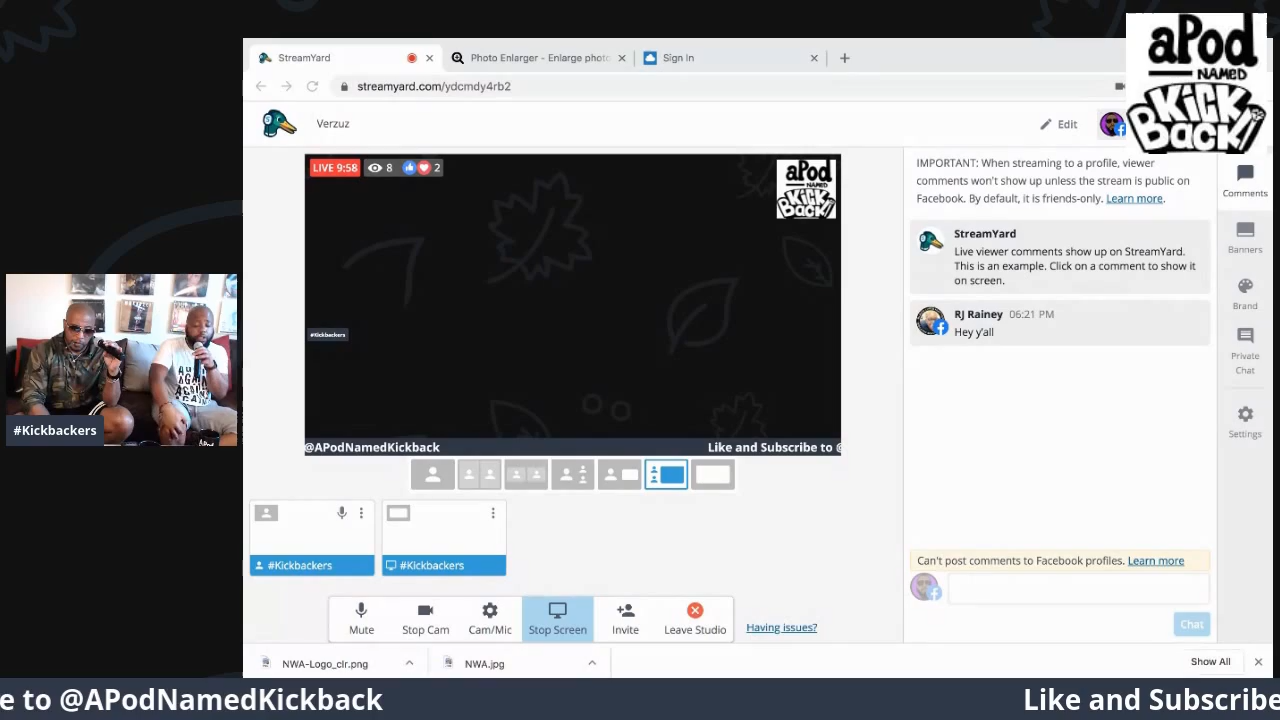 StreamYard
Photo Enlarger - Enlarge photo
Sign In
streamyard.com/ydcmdy4rb2
aPod
NAMED
KiCK
BACK!
Verzuz
Edit
LIVE 9:58
8
2
aPod
NAMED
KiCK
BACK!
#Kickbackers
@APodNamedKickback
Like and Subscribe to @
IMPORTANT: When streaming to a profile, viewer
comments won't show up unless the stream is public on
Facebook. By default, it is friends-only. Learn more.
StreamYard
Live viewer comments show up on StreamYard.
This is an example. Click on a comment to show it
on screen.
RJ Rainey 06:21 PM
Hey y'all
Comments
Banners
Brand
Private
Chat
Settings
#Kickbackers
#Kickbackers
#Kickbackers
Can't post comments to Facebook profiles. Learn more
Chat
Mute
Stop Cam
Cam/Mic
Stop Screen
Invite
Leave Studio
Having issues?
NWA-Logo_clr.png
NWA.jpg
Show All
e to @APodNamedKickback
Like and Subscribe